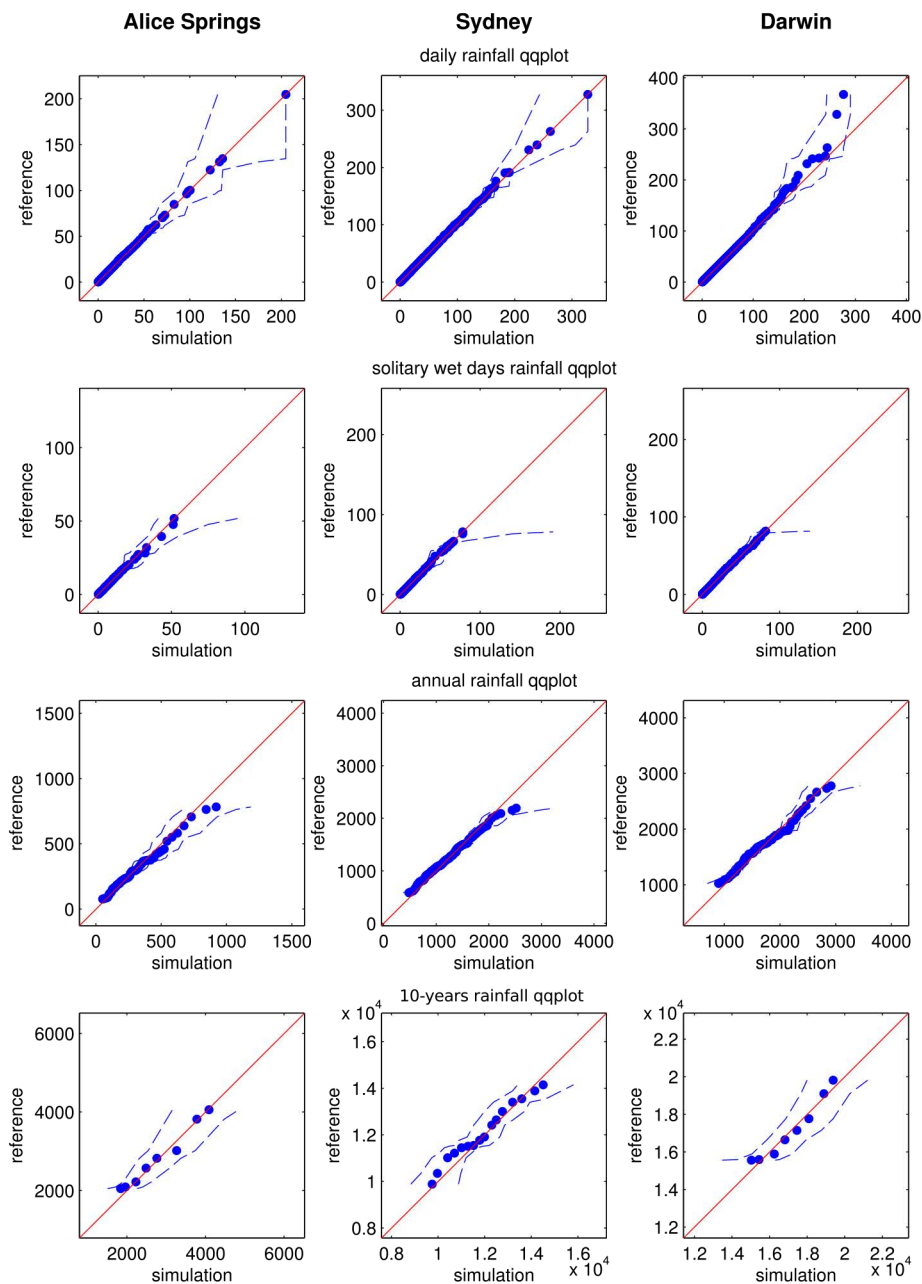 Alice Springs Sydney Darwin
daily rainfall qqplot
200
150
100
50
0
reference
0 50 100 150 200
simulation
300
200
100
0
reference
0 100 200 300
simulation
400
300
200
100
0
reference
0 100 200 300 400
simulation
solitary wet days rainfall qqplot
100
50
0
reference
0 50 100
simulation
200
100
0
reference
0 100 200
simulation
200
100
0
reference
0 100 200
simulation
annual rainfall qqplot
1500
1000
500
0
reference
0 500 1000 1500
simulation
4000
3000
2000
1000
0
reference
0 1000 2000 3000 4000
simulation
4000
3000
2000
1000
reference
1000 2000 3000 4000
simulation
10-years rainfall qqplot
6000
4000
2000
reference
2000 4000 6000
simulation
x 10^4
1.6
1.4
1.2
1
0.8
reference
0.8 1 1.2 1.4 1.6
simulation x 10^4
x 10^4
2.2
2
1.8
1.6
1.4
1.2
reference
1.2 1.4 1.6 1.8 2 2.2
simulation x 10^4